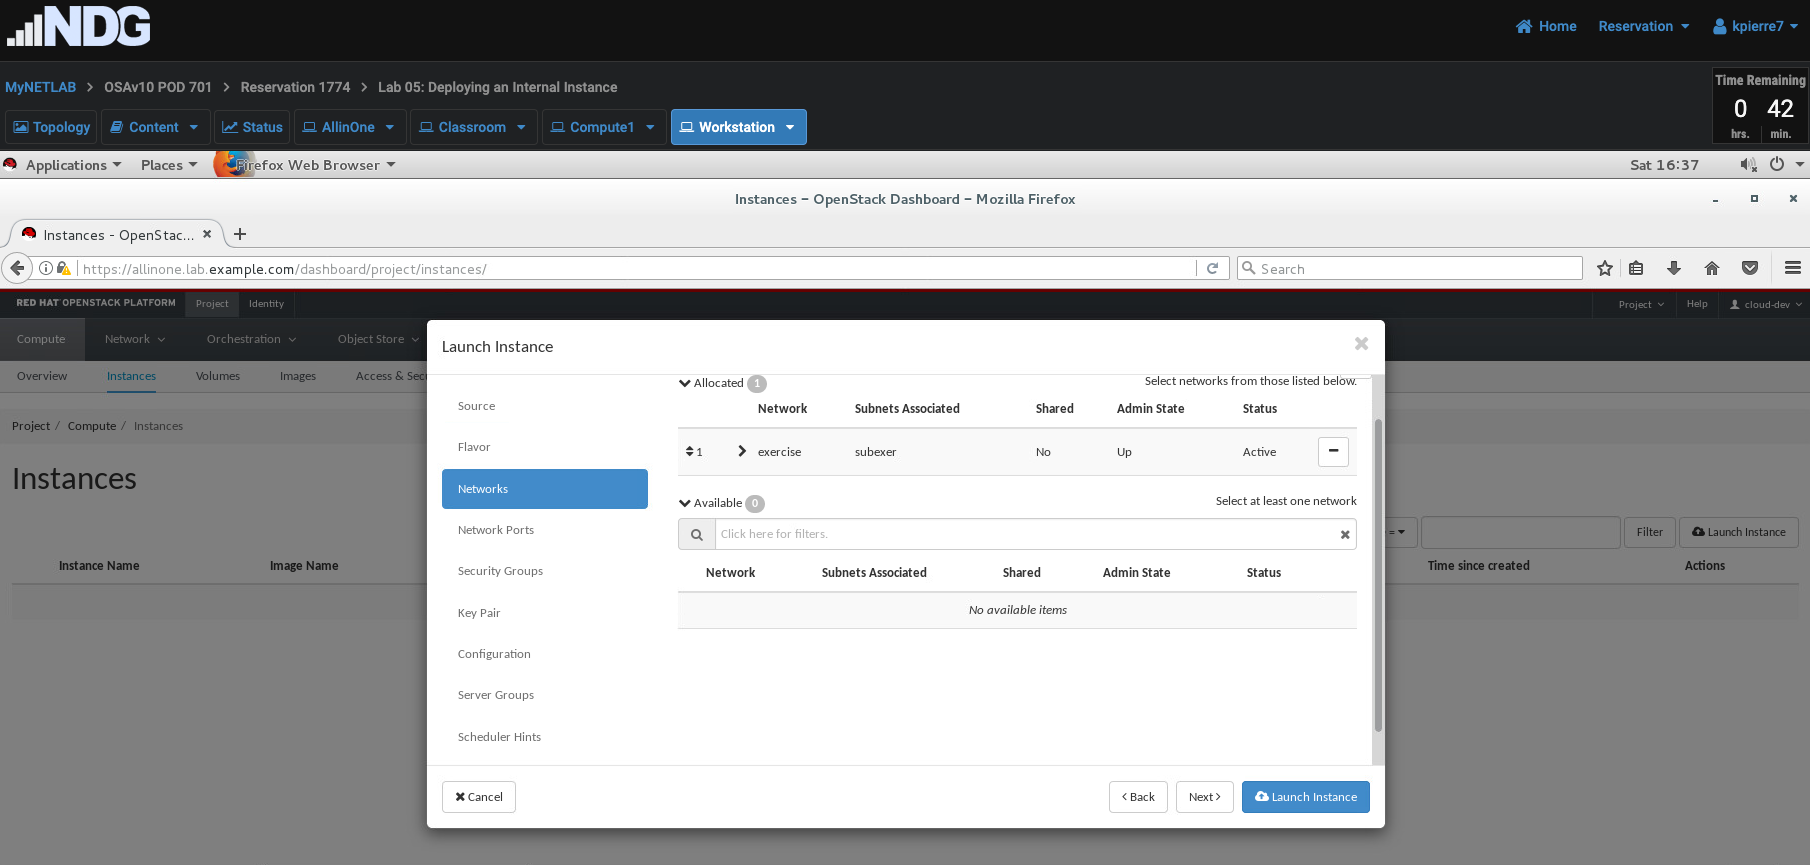 NDG
Home Reservation kpierre7
MyNETLAB > OSAv10 POD 701 > Reservation 1774 > Lab 05: Deploying an Internal Instance
Time Remaining
0 42
hrs. min.
Topology Content Status AllinOne Classroom Compute1 Workstation
Applications Places Firefox Web Browser Sat 16:37
Instances - OpenStack Dashboard - Mozilla Firefox
Instances - OpenStac...
https://allinone.lab.example.com/dashboard/project/instances/
Search
RED HAT OPENSTACK PLATFORM Project Identity Project Help cloud-dev
Compute Network Orchestration Object Store
Overview Instances Volumes Images Access & Secu
Project / Compute / Instances
Instances
= Filter Launch Instance
Instance Name Image Name Time since created Actions
Launch Instance
Source
Flavor
Networks
Network Ports
Security Groups
Key Pair
Configuration
Server Groups
Scheduler Hints
Allocated 1 Select networks from those listed below.
Network Subnets Associated Shared Admin State Status
1 exercise subexer No Up Active
Available 0 Select at least one network
Click here for filters.
Network Subnets Associated Shared Admin State Status
No available items
Cancel < Back Next > Launch Instance